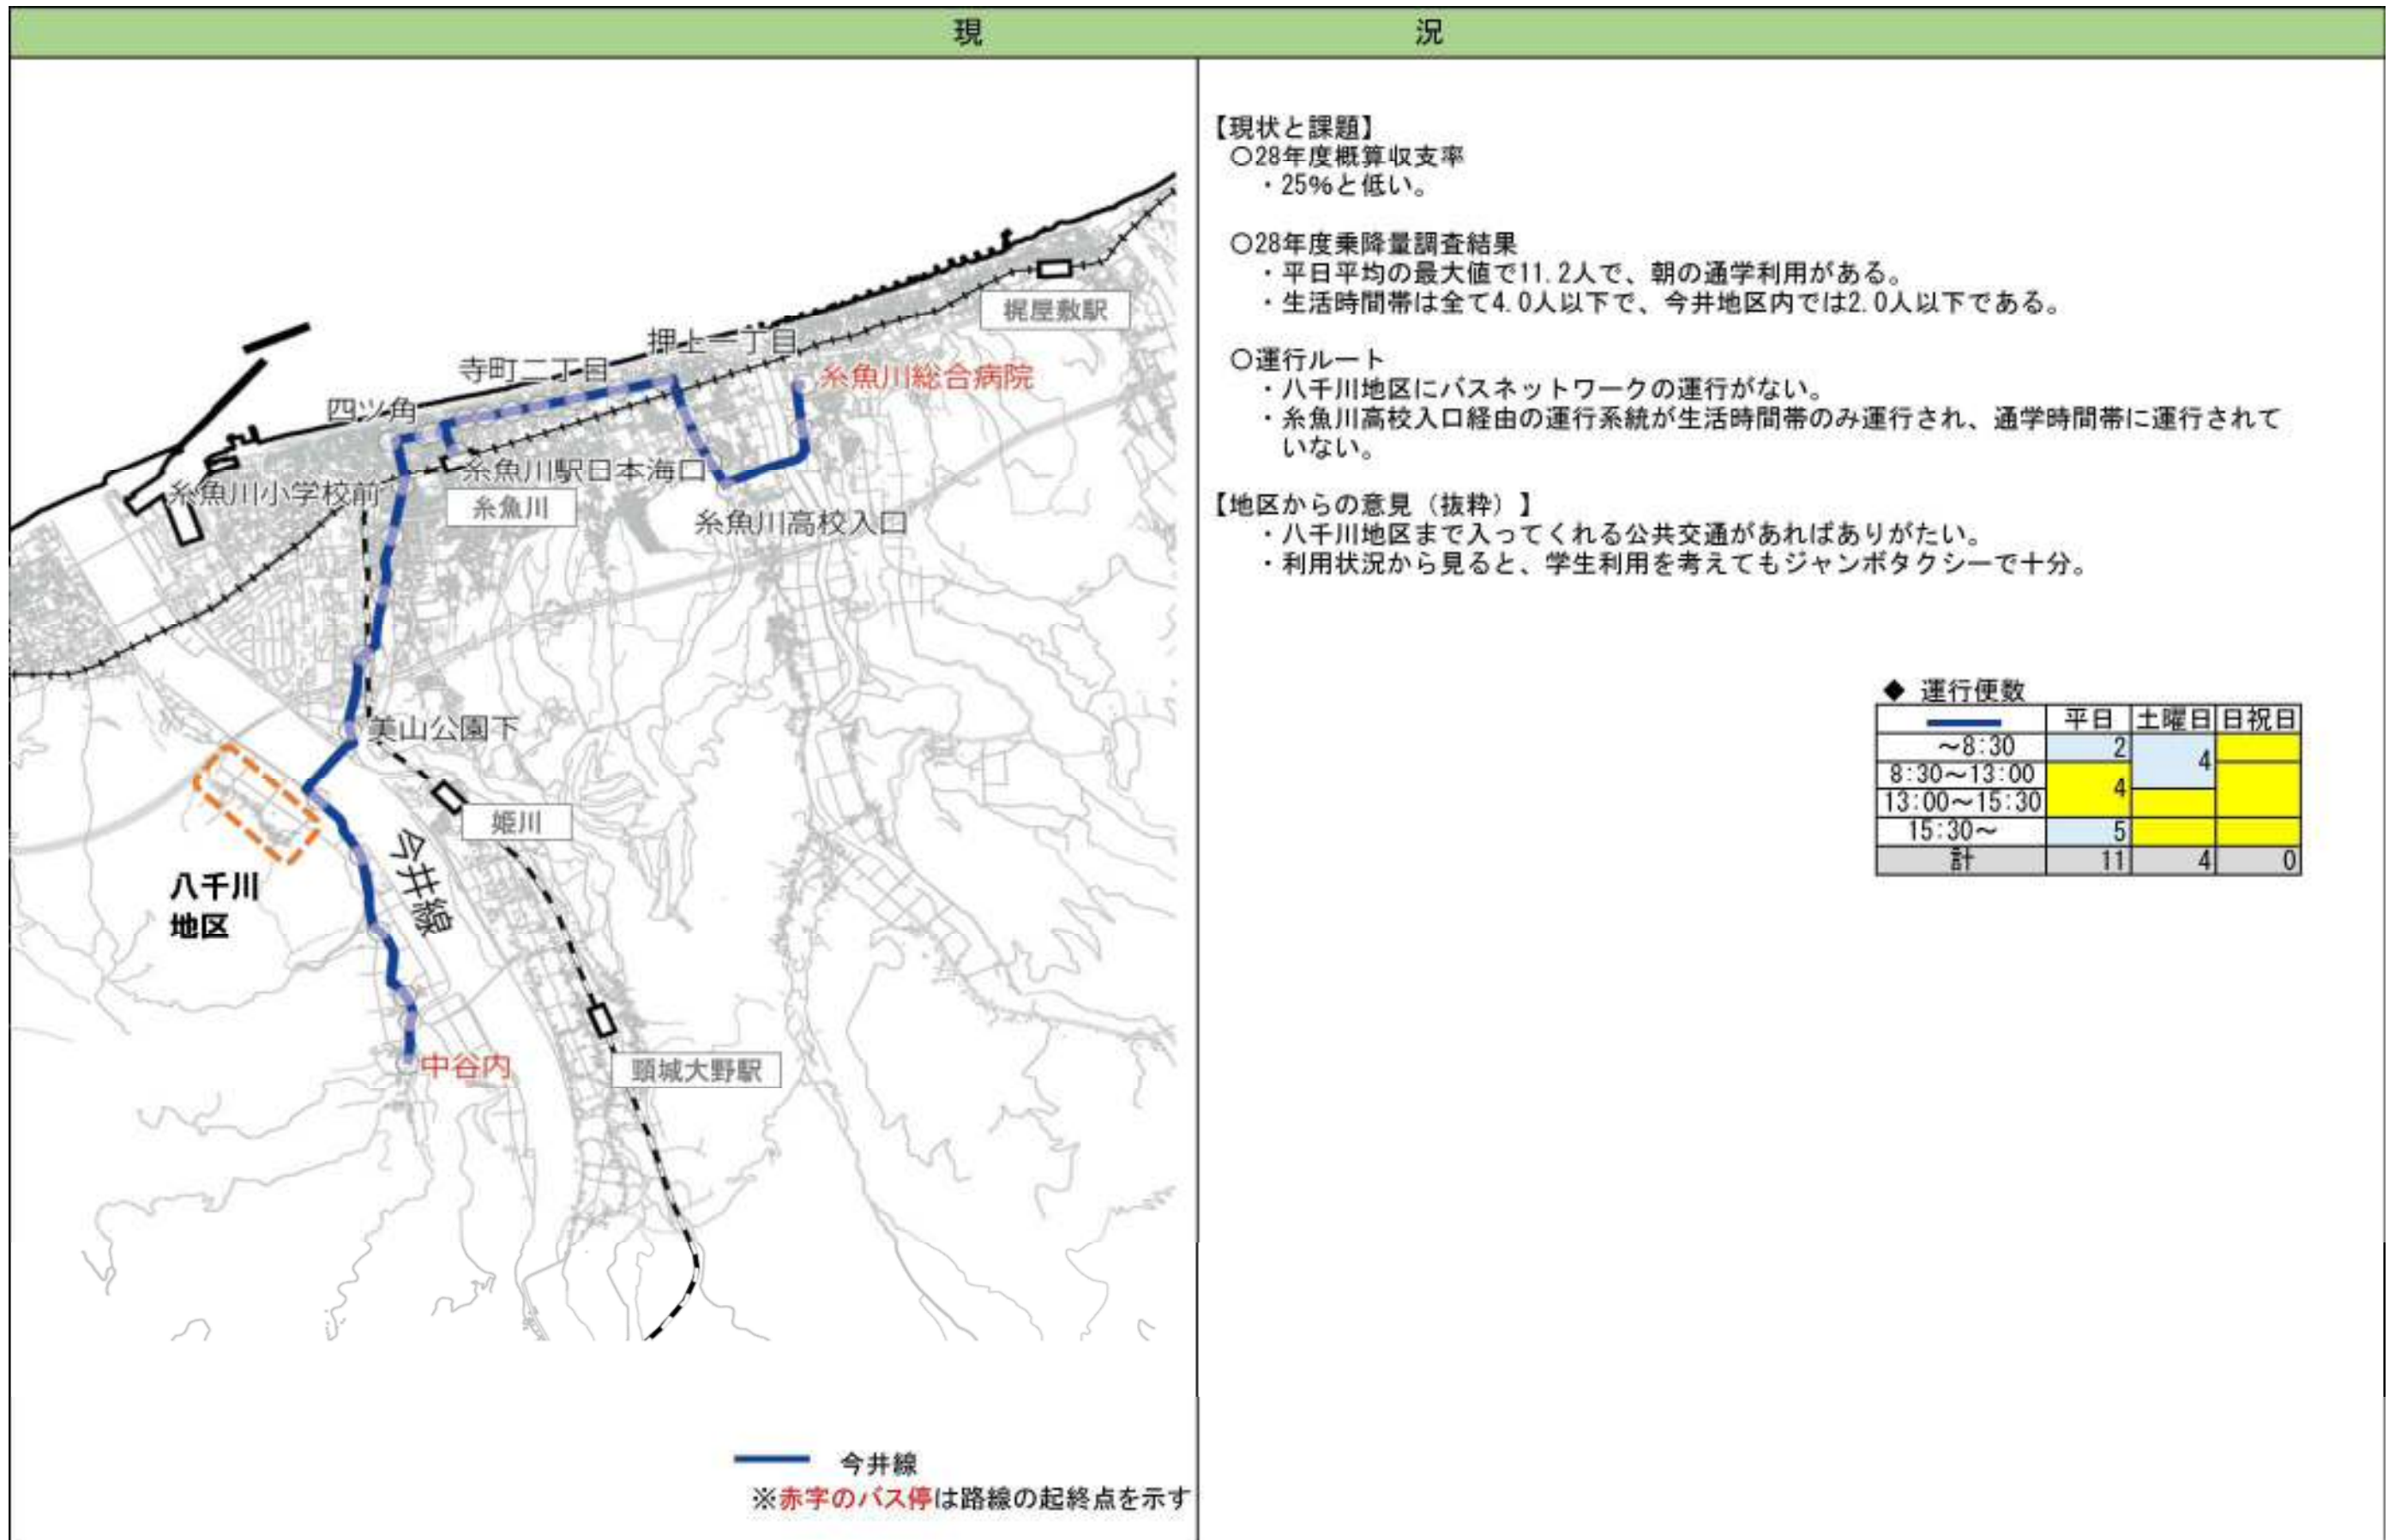 現 況
梶屋敷駅
押上一丁目
寺町二丁目
糸魚川総合病院
四ツ角
糸魚川駅日本海口
糸魚川小学校前
糸魚川
糸魚川高校入口
美山公園下
姫川
今井線
八千川
地区
中谷内
頸城大野駅
今井線
※赤字のバス停は路線の起終点を示す
【現状と課題】
○28年度概算収支率
・25%と低い。
○28年度乗降量調査結果
・平日平均の最大値で11.2人で、朝の通学利用がある。
・生活時間帯は全て4.0人以下で、今井地区内では2.0人以下である。
○運行ルート
・八千川地区にバスネットワークの運行がない。
・糸魚川高校入口経由の運行系統が生活時間帯のみ運行され、通学時間帯に運行されて
いない。
【地区からの意見（抜粋）】
・八千川地区まで入ってくれる公共交通があればありがたい。
・利用状況から見ると、学生利用を考えてもジャンボタクシーで十分。
◆ 運行便数
平日 土曜日 日祝日
～8:30 2 4
8:30～13:00 4
13:00～15:30
15:30～ 5
計 11 4 0